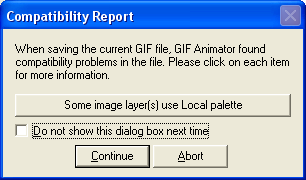 Compatibility Report
When saving the current GIF file, GIF Animator found
compatibility problems in the file. Please click on each item
for more information.
Some image layer(s) use Local palette
Do not show this dialog box next time
Continue Abort